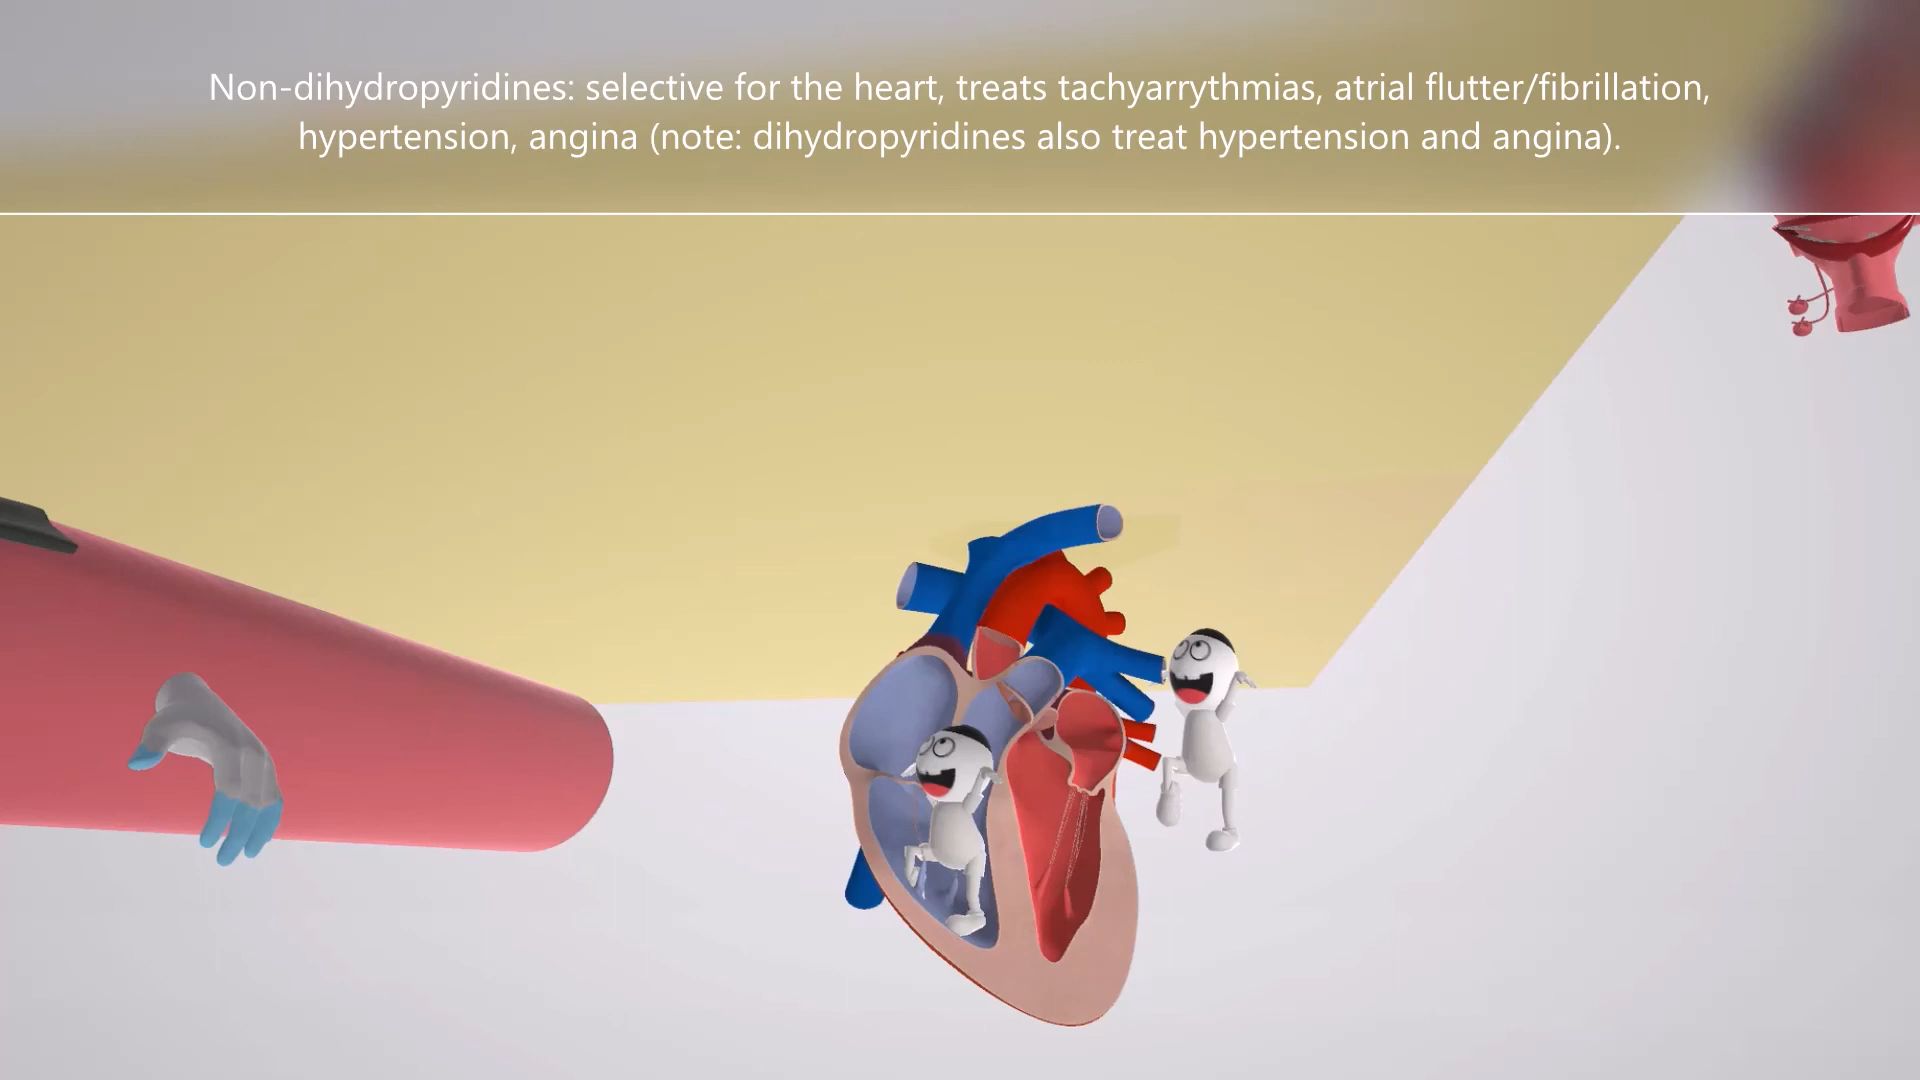 Non-dihydropyridines: selective for the heart, treats tachyarrythmias, atrial flutter/fibrillation,
hypertension, angina (note: dihydropyridines also treat hypertension and angina).